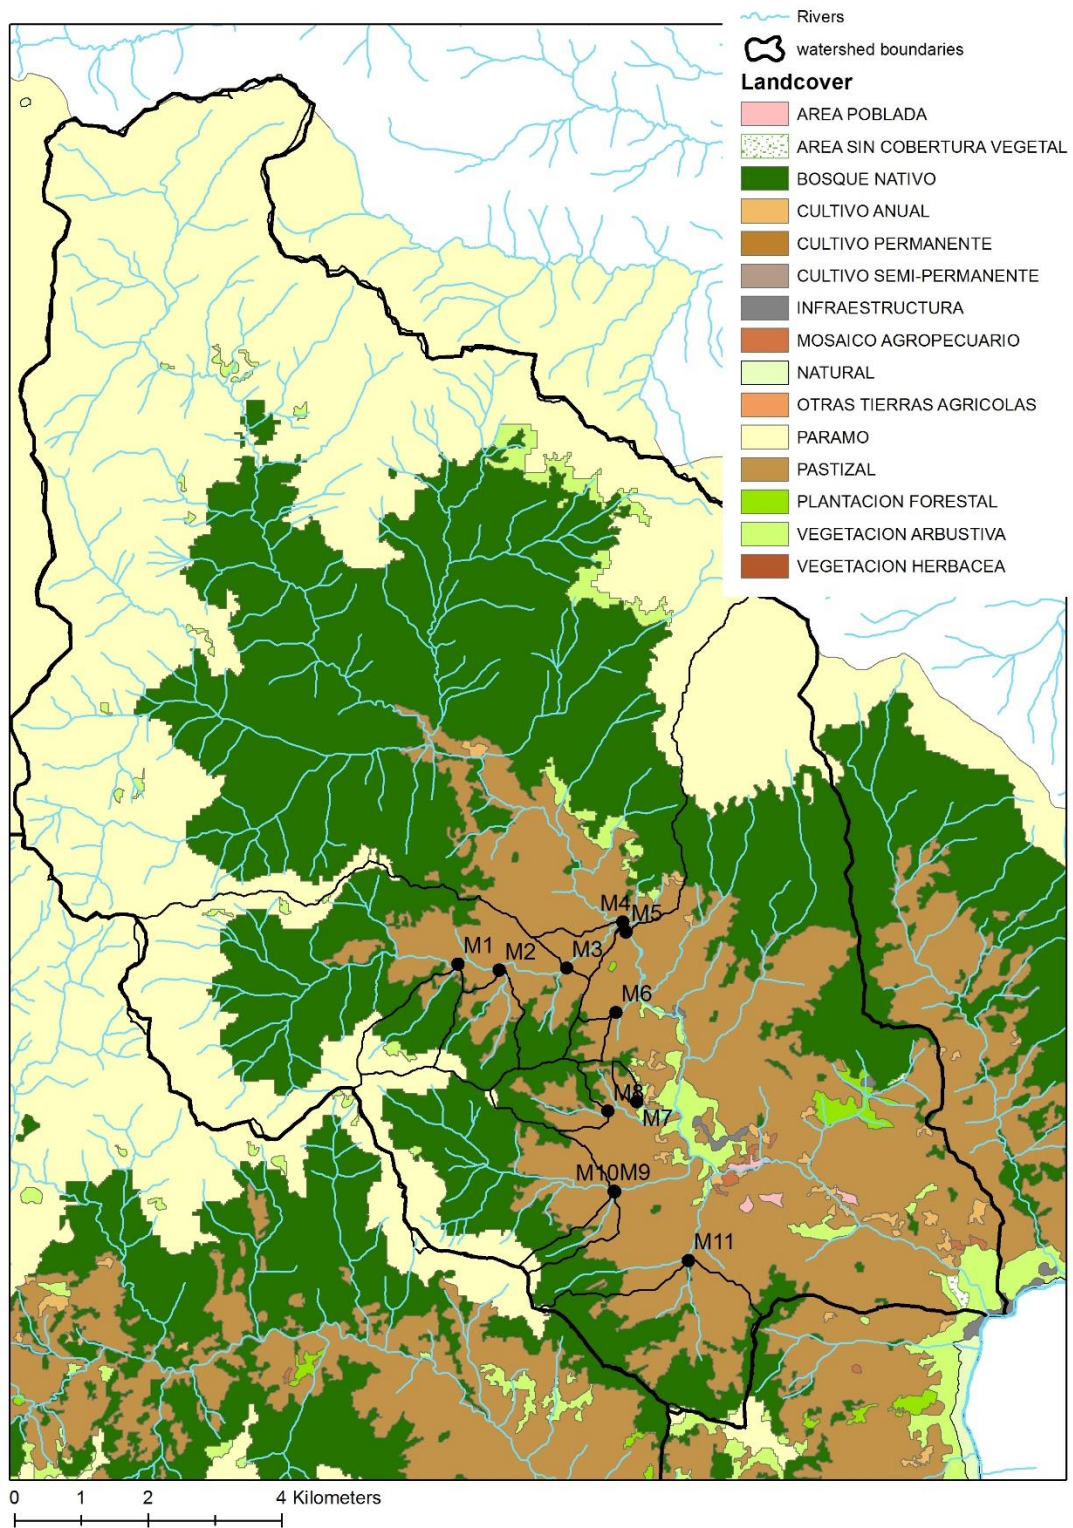 Rivers
watershed boundaries
Landcover
AREA POBLADA
AREA SIN COBERTURA VEGETAL
BOSQUE NATIVO
CULTIVO ANUAL
CULTIVO PERMANENTE
CULTIVO SEMI-PERMANENTE
INFRAESTRUCTURA
MOSAICO AGROPECUARIO
NATURAL
OTRAS TIERRAS AGRICOLAS
PARAMO
PASTIZAL
PLANTACION FORESTAL
VEGETACION ARBUSTIVA
VEGETACION HERBACEA
M4
M5
M1
M2
M3
M6
M8
M7
M10M9
M11
0 1 2 4 Kilometers